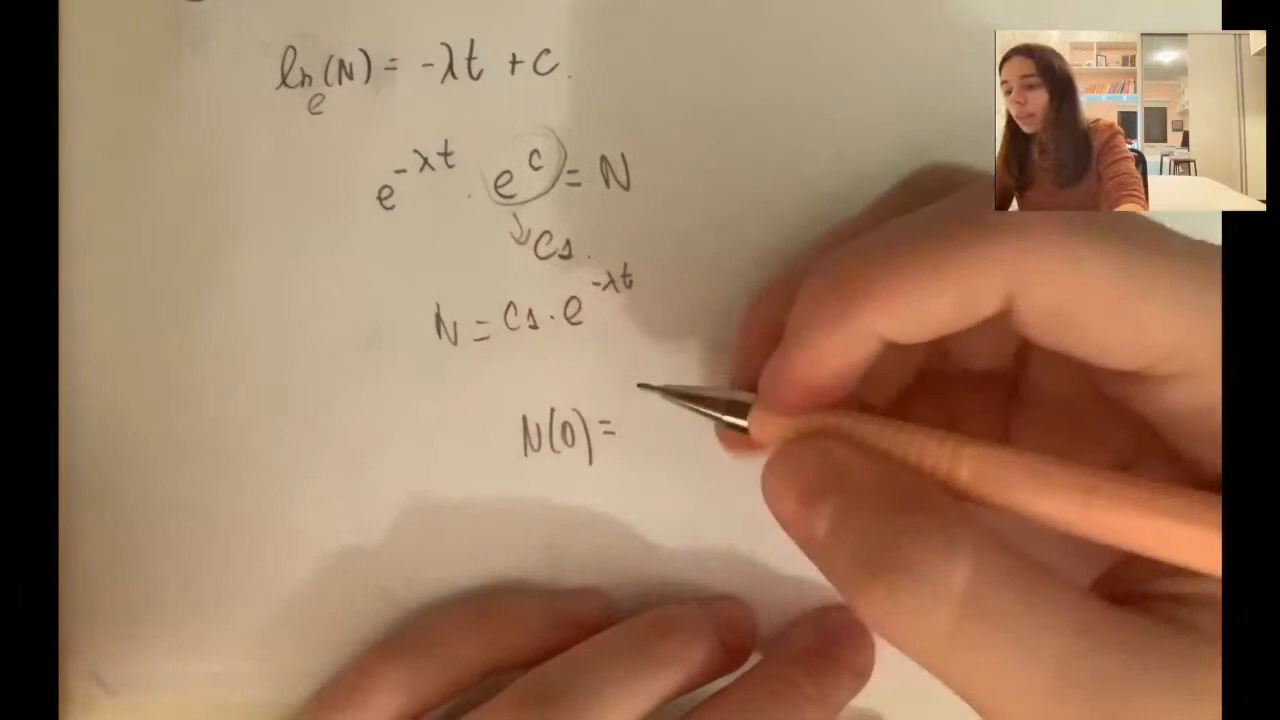 ln(N) = -λt + C.
e
e^-λt · e^c = N
↓ C1.
N = C1 · e^-λt
N(0) =